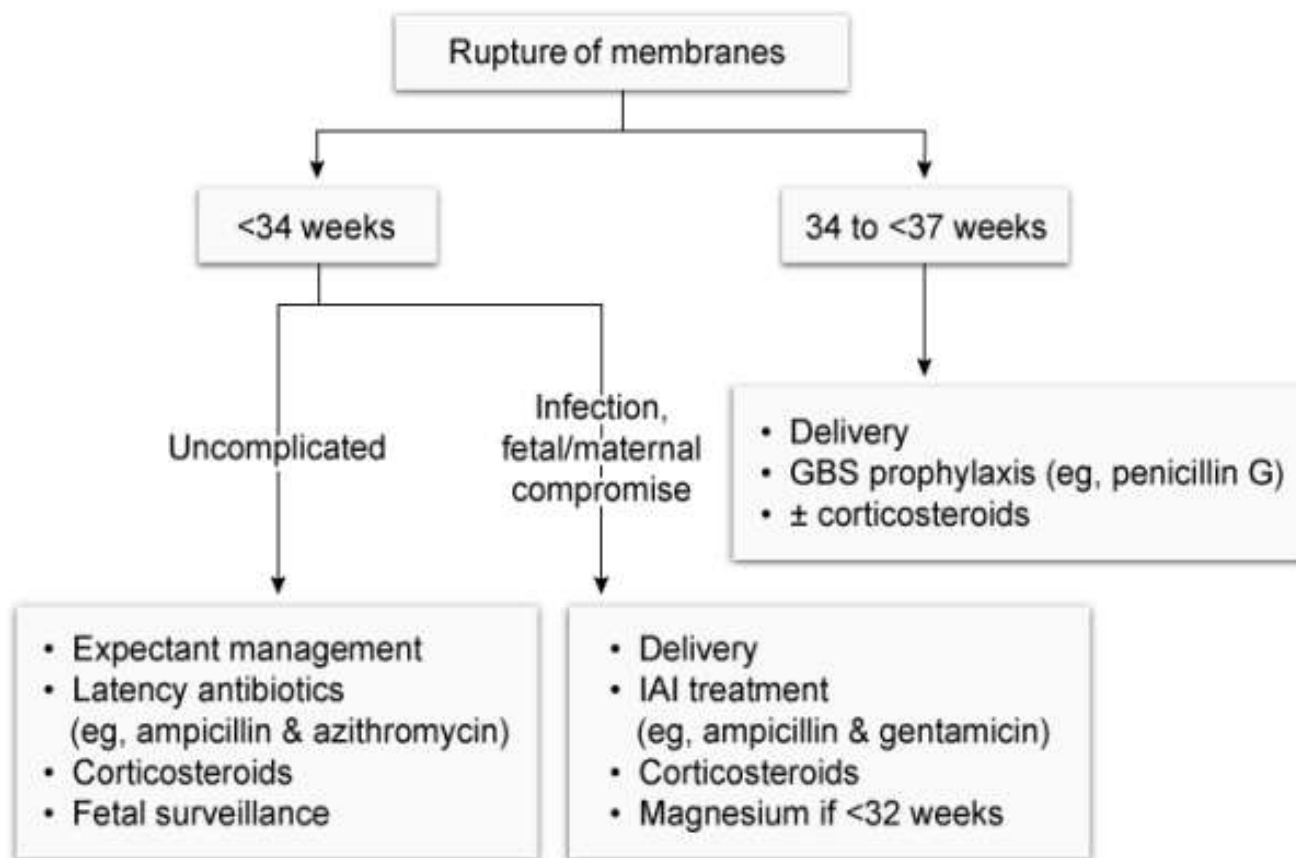 Rupture of membranes
<34 weeks
34 to <37 weeks
Uncomplicated
Infection,
fetal/maternal
compromise
• Delivery
• GBS prophylaxis (eg, penicillin G)
• ± corticosteroids
• Expectant management
• Latency antibiotics
(eg, ampicillin & azithromycin)
• Corticosteroids
• Fetal surveillance
• Delivery
• IAI treatment
(eg, ampicillin & gentamicin)
• Corticosteroids
• Magnesium if <32 weeks